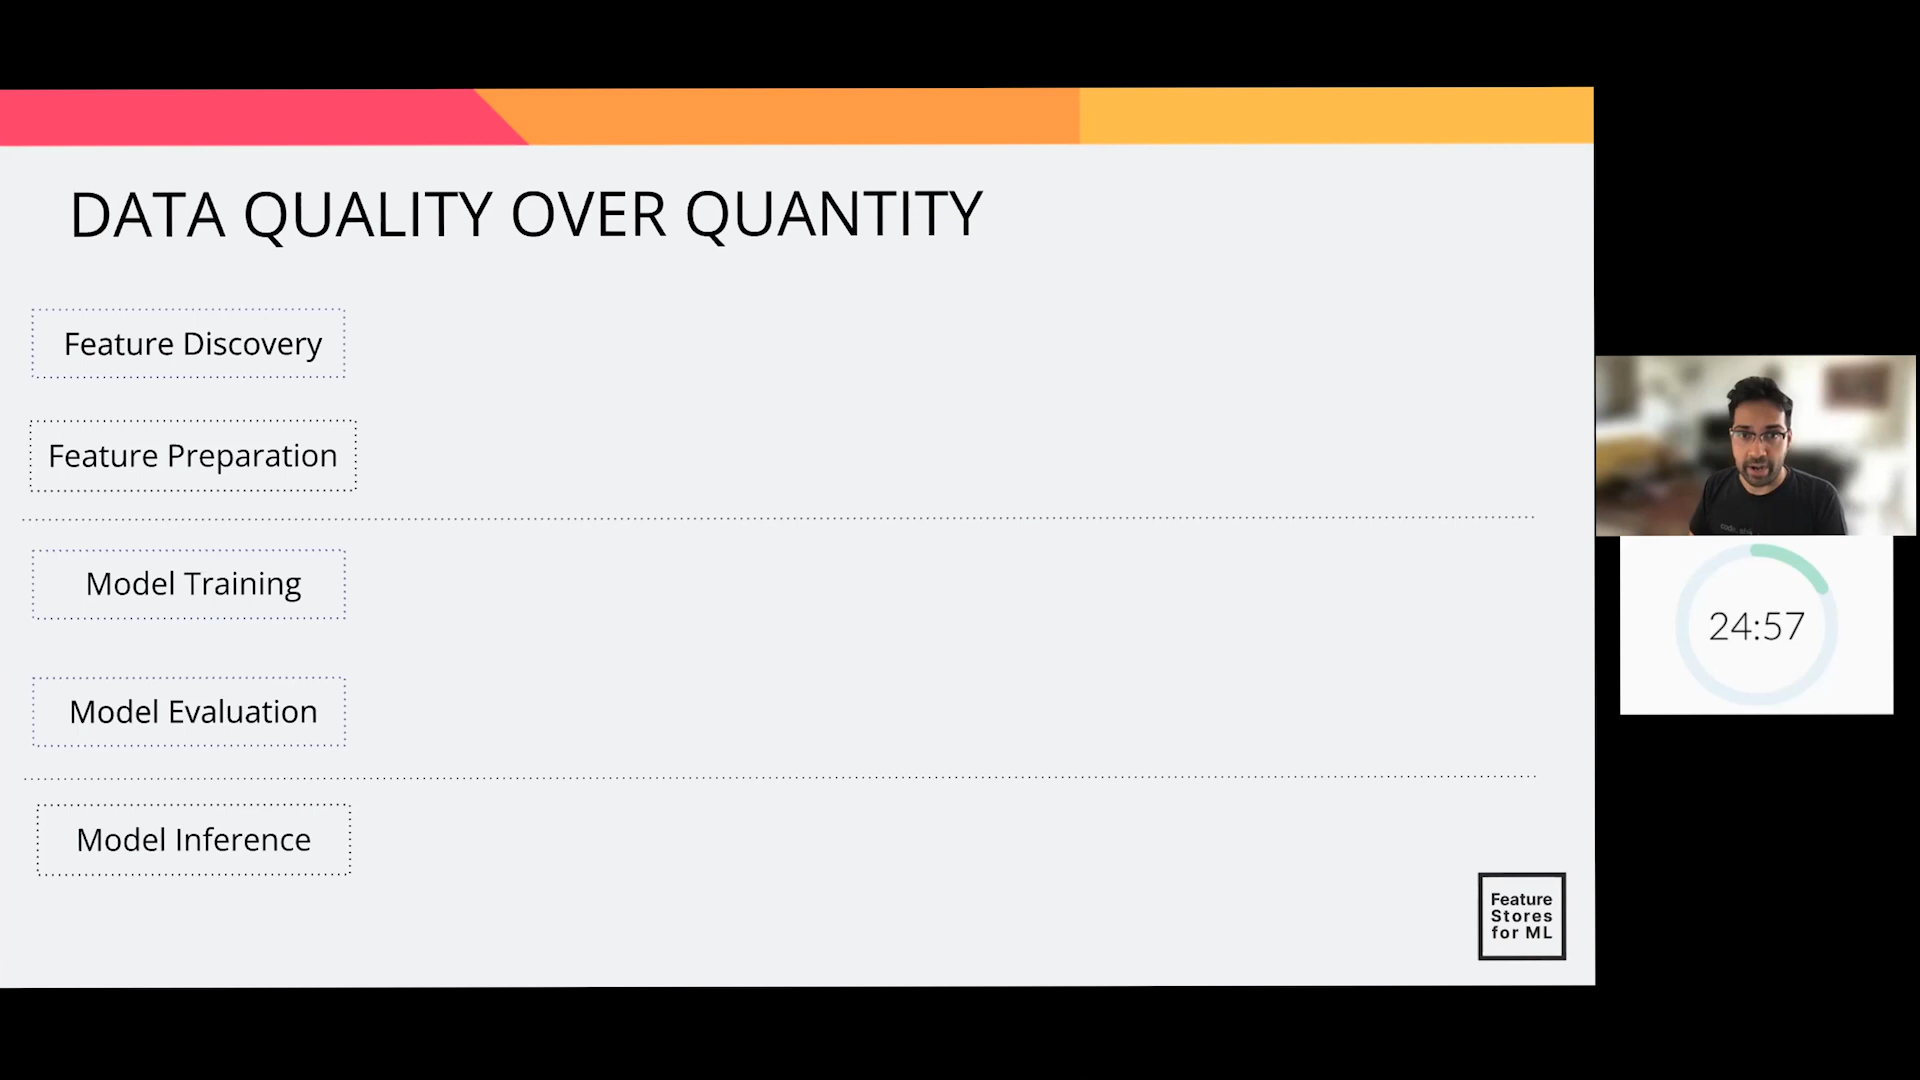 DATA QUALITY OVER QUANTITY
Feature Discovery
Feature Preparation
Model Training
Model Evaluation
Model Inference
Feature
Stores
for ML
24:57